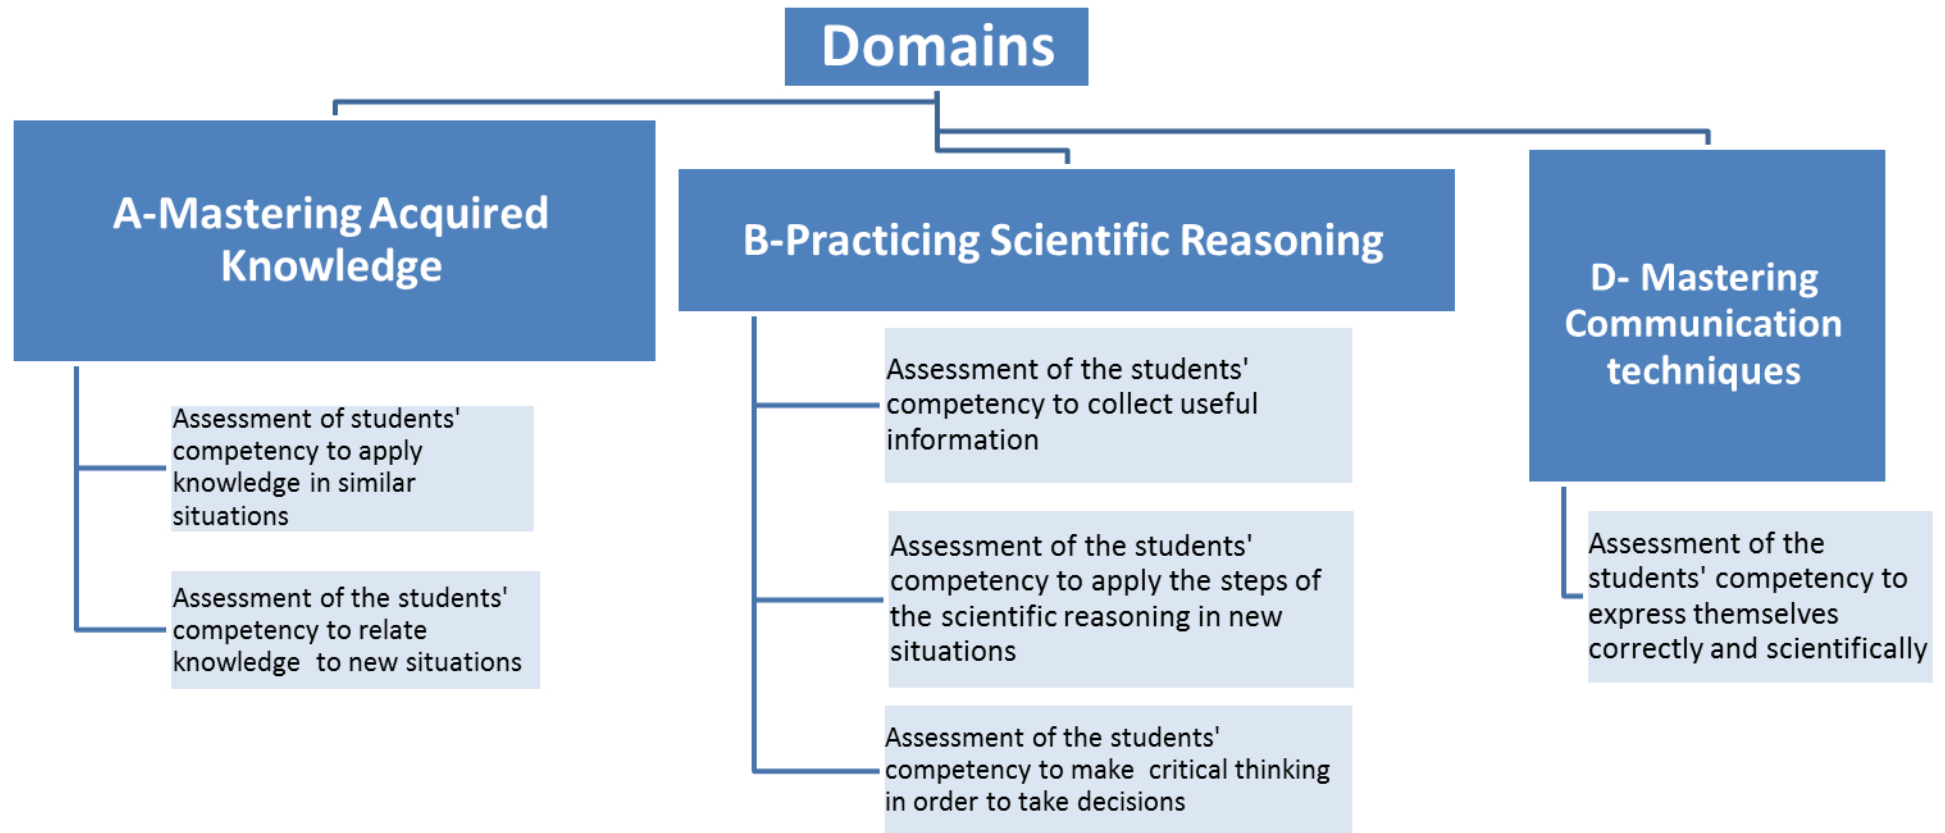 Domains
A-Mastering Acquired
Knowledge
Assessment of students'
competency to apply
knowledge in similar
situations
Assessment of the students'
competency to relate
knowledge  to new situations
B-Practicing Scientific Reasoning
Assessment of the students'
competency to collect useful
information
Assessment of the students'
competency to apply the steps of
the scientific reasoning in new
situations
Assessment of the students'
competency to make  critical thinking
in order to take decisions
D- Mastering
Communication
techniques
Assessment of the
students' competency to
express themselves
correctly and scientifically